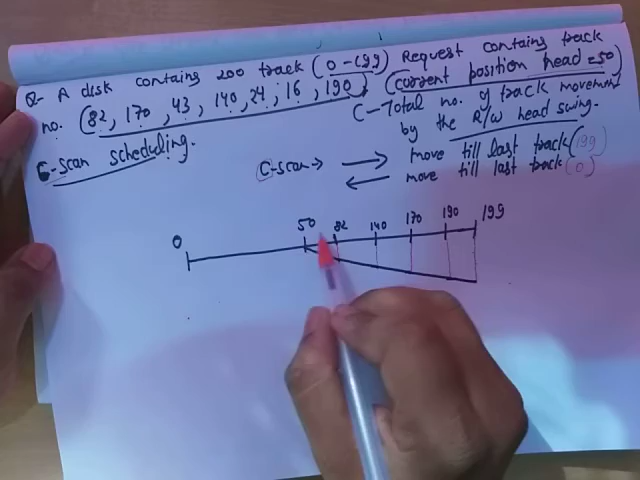 Q- A disk contains 200 track (0-199) Request contains track
no. (82, 170, 43, 140, 24, 16, 190) (current position head=50)
C-Total no. of track movement
by the R/W head swing.
C-scan scheduling.
C-scan → → move till last track (199)
← move till last track (0)
0 50 82 140 170 190 199